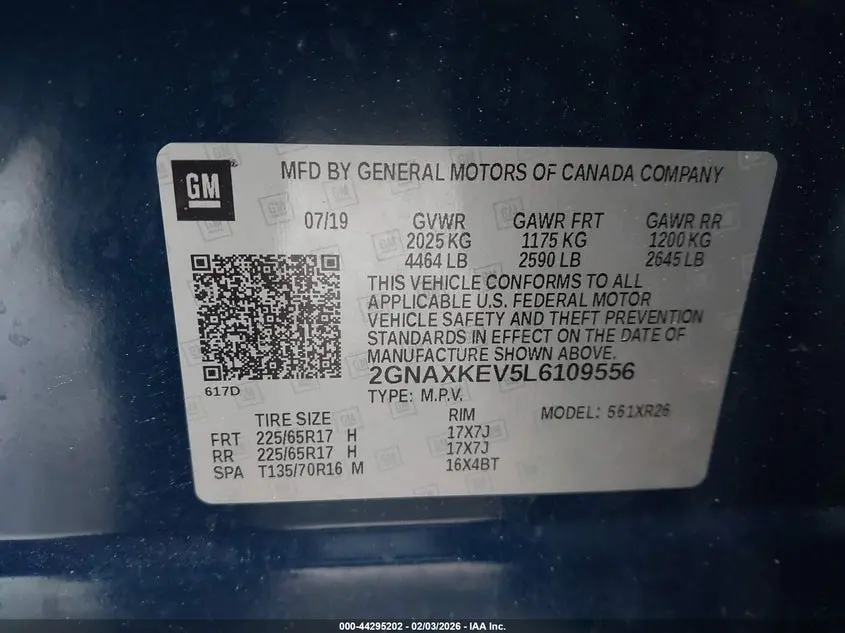 GM
MFD BY GENERAL MOTORS OF CANADA COMPANY
07/19 GVWR GAWR FRT GAWR RR
2025 KG 1175 KG 1200 KG
4464 LB 2590 LB 2645 LB
THIS VEHICLE CONFORMS TO ALL
APPLICABLE U.S. FEDERAL MOTOR
VEHICLE SAFETY AND THEFT PREVENTION
STANDARDS IN EFFECT ON THE DATE OF
MANUFACTURE SHOWN ABOVE.
2GNAXKEV5L6109556
617D
TYPE: M.P.V.
TIRE SIZE RIM MODEL: 561XR26
FRT 225/65R17 H 17X7J
RR 225/65R17 H 17X7J
SPA T135/70R16 M 16X4BT
000-44295202 - 02/03/2026 - IAA Inc.